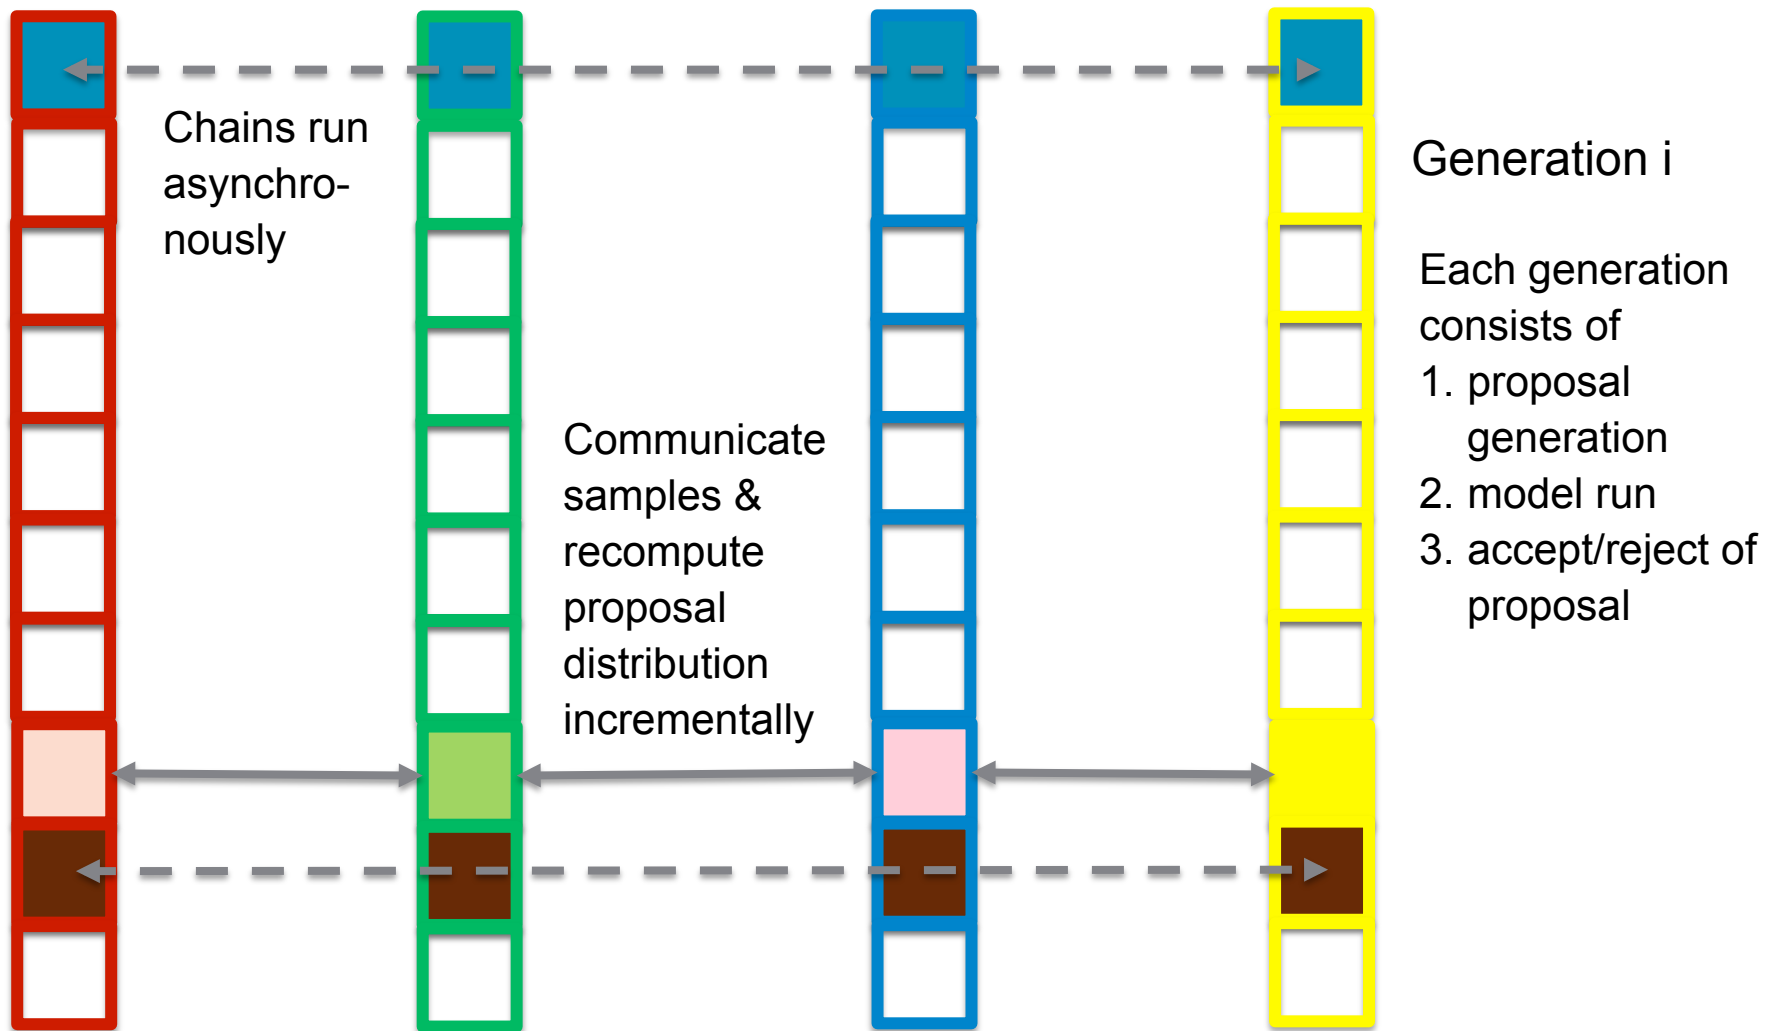 Chains run
asynchro-
nously
Communicate
samples &
recompute
proposal
distribution
incrementally
Generation i
Each generation
consists of
1. proposal
generation
2. model run
3. accept/reject of
proposal